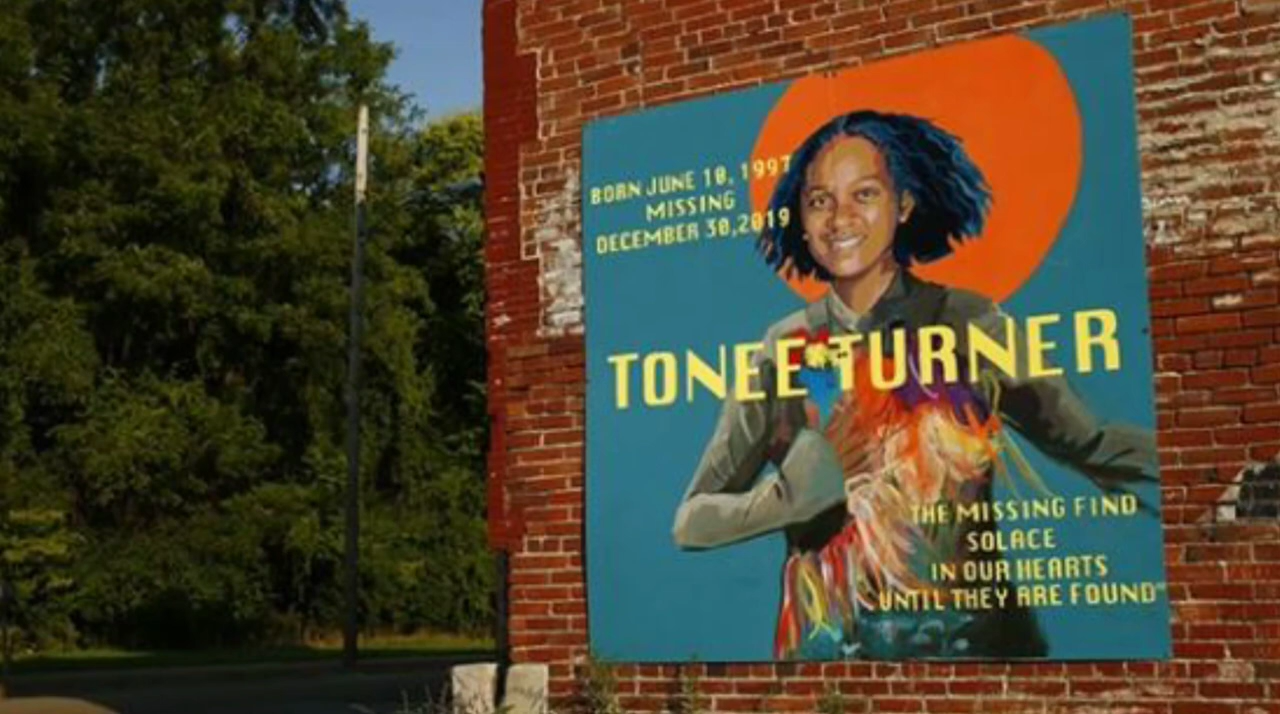 BORN JUNE 10, 1997
MISSING
DECEMBER 30,2019
TONEE TURNER
THE MISSING FIND
SOLACE
IN OUR HEARTS
UNTIL THEY ARE FOUND"